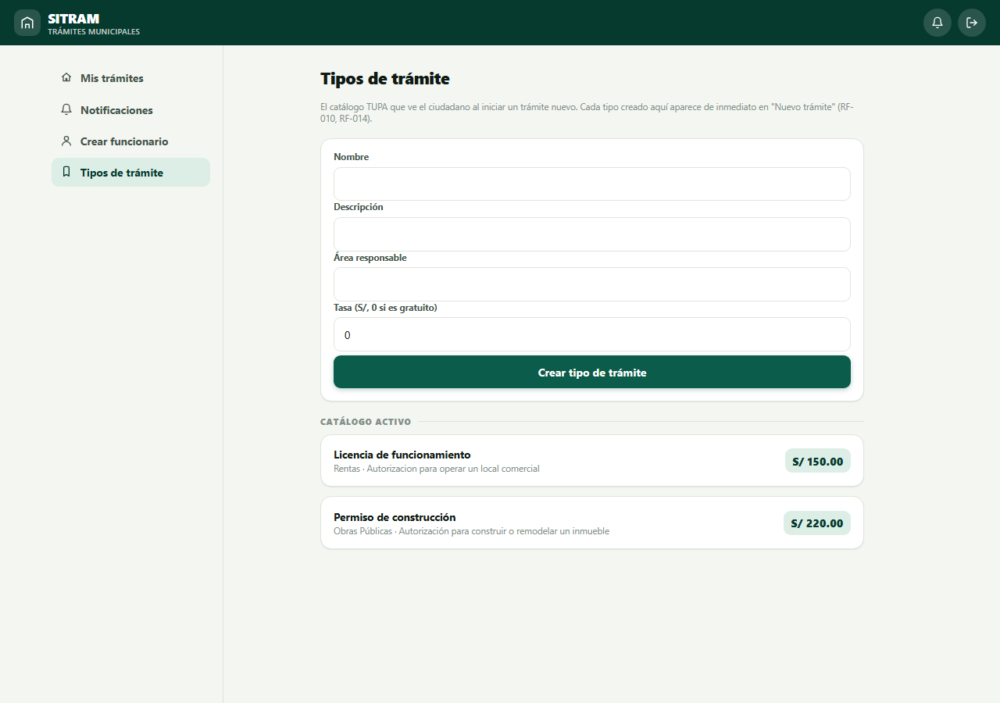 SITRAM
TRÁMITES MUNICIPALES
Mis trámites
Notificaciones
Crear funcionario
Tipos de trámite
Tipos de trámite
El catálogo TUPA que ve el ciudadano al iniciar un trámite nuevo. Cada tipo creado aquí aparece de inmediato en "Nuevo trámite" (RF-
010, RF-014).
Nombre
Descripción
Área responsable
Tasa (S/, 0 si es gratuito)
0
Crear tipo de trámite
CATÁLOGO ACTIVO
Licencia de funcionamiento
Rentas · Autorizacion para operar un local comercial
S/ 150.00
Permiso de construcción
Obras Públicas · Autorización para construir o remodelar un inmueble
S/ 220.00